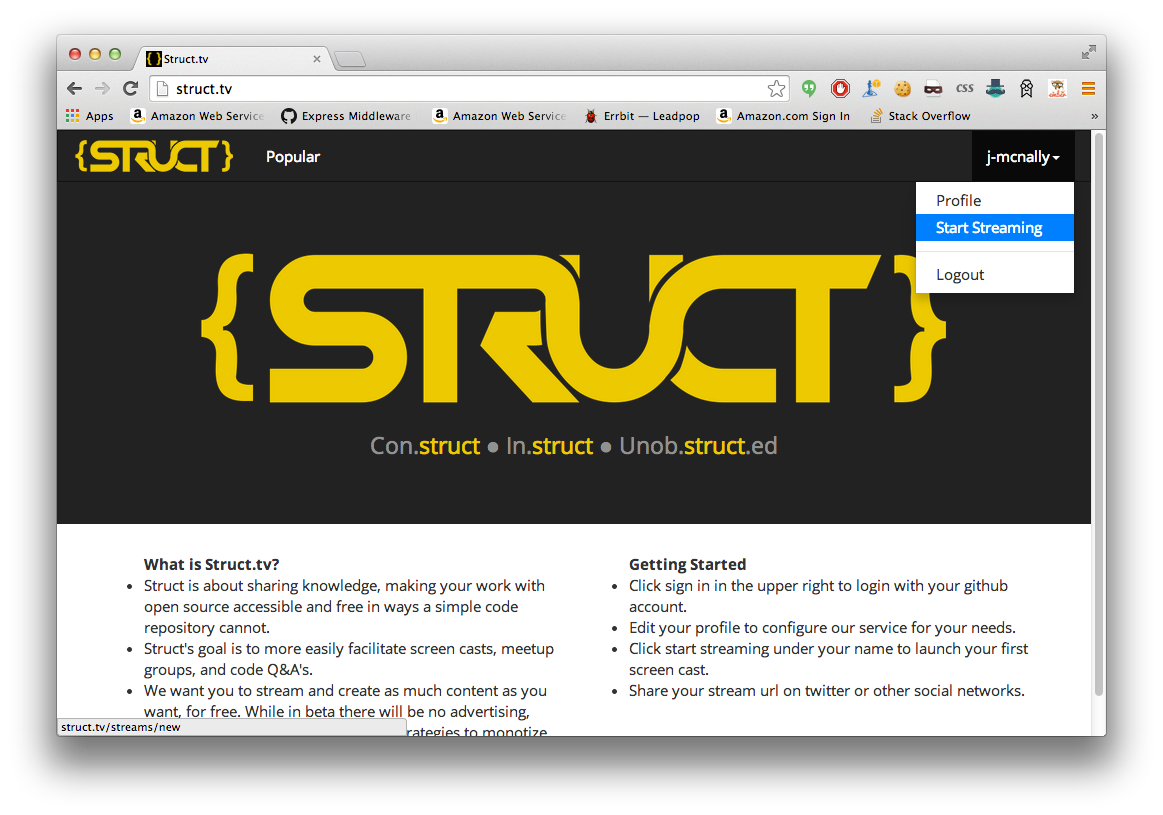 Struct.tv
struct.tv
Apps
Amazon Web Service
Express Middleware
Amazon Web Service
Errbit — Leadpop
Amazon.com Sign In
Stack Overflow
»
{STRUCT}
Popular
j-mcnally
Profile
Start Streaming
Logout
{STRUCT}
Con.struct ● In.struct ● Unob.struct.ed
What is Struct.tv?
• Struct is about sharing knowledge, making your work with
open source accessible and free in ways a simple code
repository cannot.
• Struct's goal is to more easily facilitate screen casts, meetup
groups, and code Q&A's.
• We want you to stream and create as much content as you
want, for free. While in beta there will be no advertising,
rategies to monotize
Getting Started
• Click sign in in the upper right to login with your github
account.
• Edit your profile to configure our service for your needs.
• Click start streaming under your name to launch your first
screen cast.
• Share your stream url on twitter or other social networks.
struct.tv/streams/new
CSS